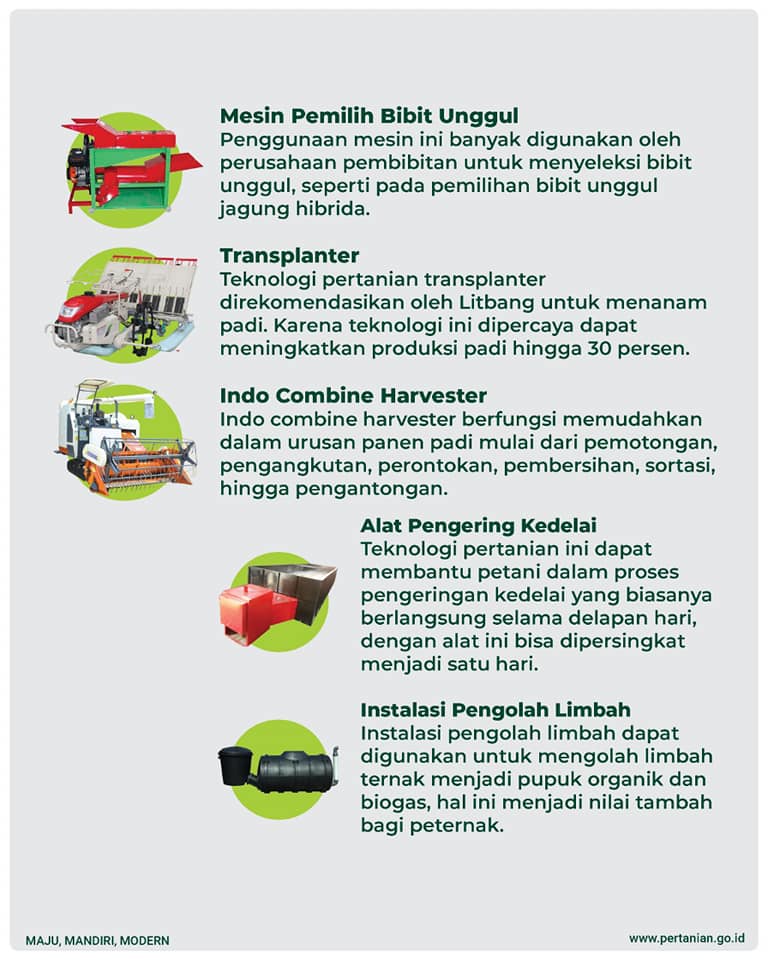 Mesin Pemilih Bibit Unggul
Penggunaan mesin ini banyak digunakan oleh
perusahaan pembibitan untuk menyeleksi bibit
unggul, seperti pada pemilihan bibit unggul
jagung hibrida.
Transplanter
Teknologi pertanian transplanter
direkomendasikan oleh Litbang untuk menanam
padi. Karena teknologi ini dipercaya dapat
meningkatkan produksi padi hingga 30 persen.
Indo Combine Harvester
Indo combine harvester berfungsi memudahkan
dalam urusan panen padi mulai dari pemotongan,
pengangkutan, perontokan, pembersihan, sortasi,
hingga pengantongan.
Alat Pengering Kedelai
Teknologi pertanian ini dapat
membantu petani dalam proses
pengeringan kedelai yang biasanya
berlangsung selama delapan hari,
dengan alat ini bisa dipersingkat
menjadi satu hari.
Instalasi Pengolah Limbah
Instalasi pengolah limbah dapat
digunakan untuk mengolah limbah
ternak menjadi pupuk organik dan
biogas, hal ini menjadi nilai tambah
bagi peternak.
MAJU, MANDIRI, MODERN
www.pertanian.go.id